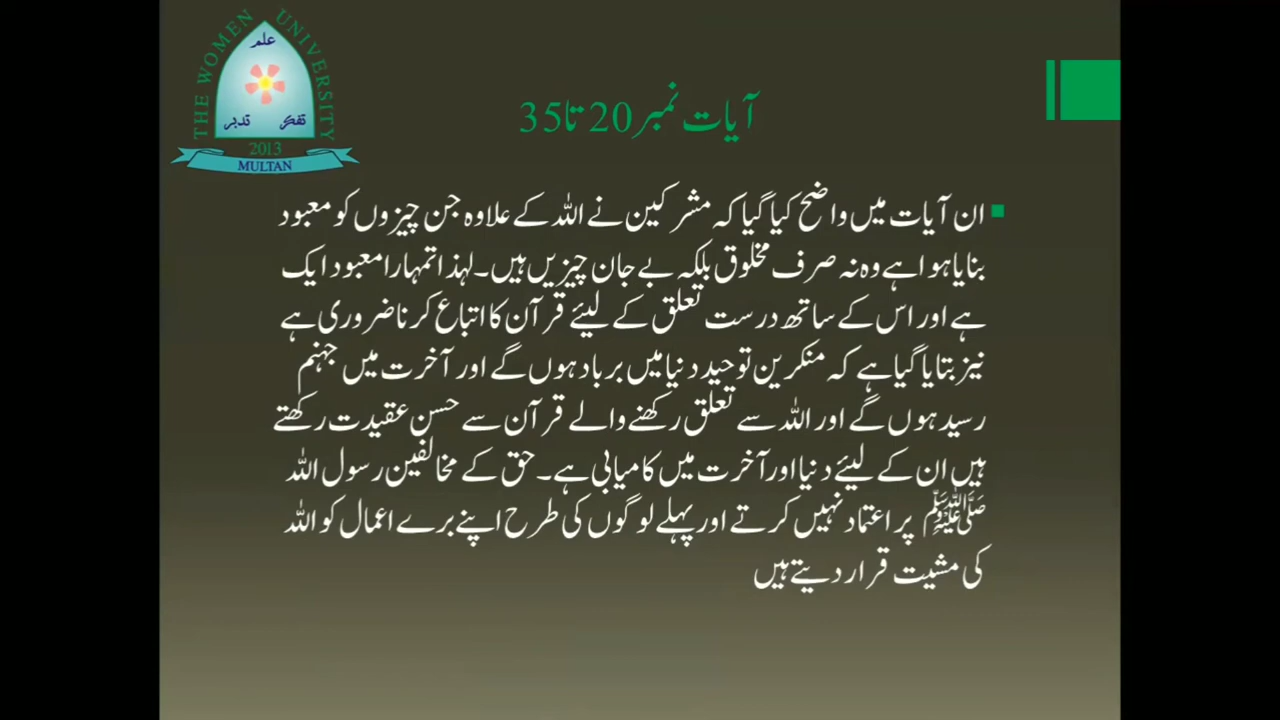 THE WOMEN UNIVERSITY
علم
تفکر تدبر
2013
MULTAN
آیات نمبر 20 تا 35
ان آیات میں واضح کیا گیا کہ مشرکین نے اللہ کے علاوہ جن چیزوں کو معبود
بنایا ہوا ہے وہ نہ صرف مخلوق بلکہ بے جان چیزیں ہیں۔ لہذا تمہارا معبود ایک
ہے اور اس کے ساتھ درست تعلق کے لیئے قرآن کا اتباع کرنا ضروری ہے
نیز بتایا گیا ہے کہ منکرین توحید دنیا میں برباد ہوں گے اور آخرت میں جہنم
رسید ہوں گے اور اللہ سے تعلق رکھنے والے قرآن سے حسن عقیدت رکھتے
ہیں ان کے لیئے دنیا اور آخرت میں کامیابی ہے۔ حق کے مخالفین رسول اللہ
ﷺ پر اعتماد نہیں کرتے اور پہلے لوگوں کی طرح اپنے برے اعمال کو اللہ
کی مشیت قرار دیتے ہیں